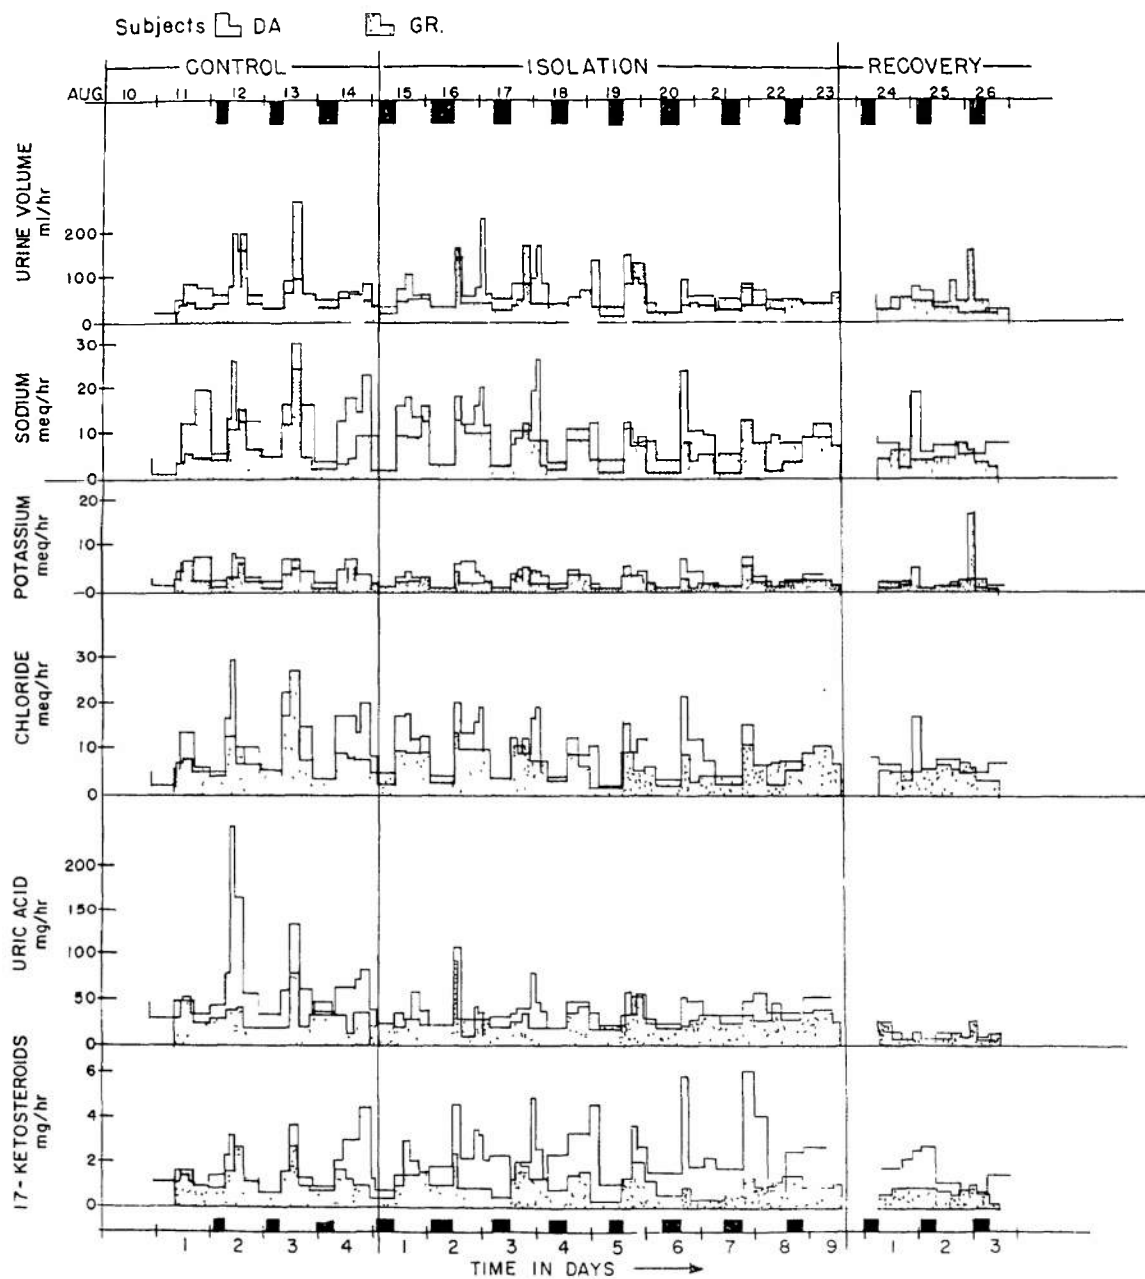 Subjects DA GR.
CONTROL ISOLATION RECOVERY
AUG 10 11 12 13 14 15 16 17 18 19 20 21 22 23 24 25 26
URINE VOLUME
ml/hr
200
100
0
SODIUM
meq/hr
30
20
10
0
POTASSIUM
meq/hr
20
10
0
CHLORIDE
meq/hr
30
20
10
0
URIC ACID
mg/hr
200
150
100
50
0
17-KETOSTEROIDS
mg/hr
6
4
2
0
1 2 3 4 1 2 3 4 5 6 7 8 9 1 2 3
TIME IN DAYS